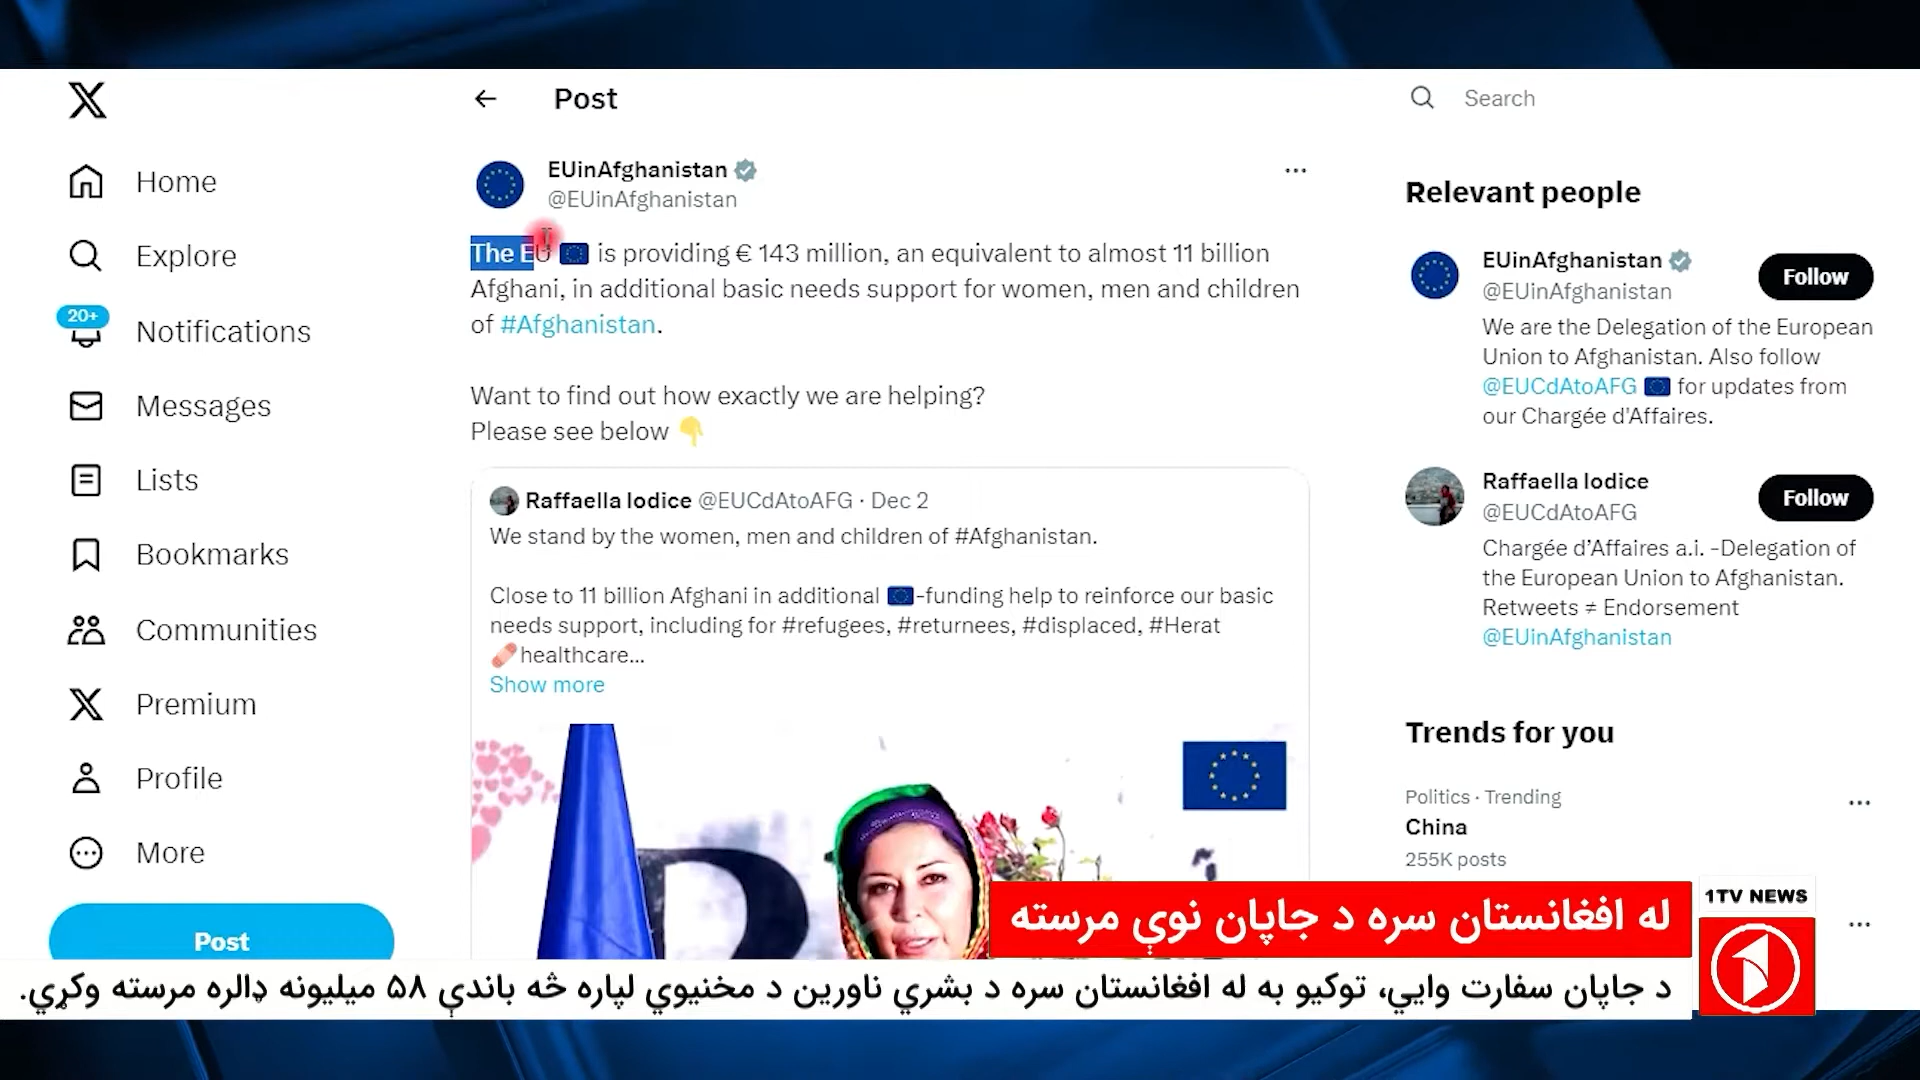 Home
Explore
20+
Notifications
Messages
Lists
Bookmarks
Communities
Premium
Profile
More
Post
Post
EUinAfghanistan
@EUinAfghanistan
The EU 🇪🇺 is providing € 143 million, an equivalent to almost 11 billion
Afghani, in additional basic needs support for women, men and children
of #Afghanistan.
Want to find out how exactly we are helping?
Please see below 👇
Raffaella Iodice @EUCdAtoAFG · Dec 2
We stand by the women, men and children of #Afghanistan.
Close to 11 billion Afghani in additional 🇪🇺-funding help to reinforce our basic
needs support, including for #refugees, #returnees, #displaced, #Herat
🩹healthcare...
Show more
Search
Relevant people
EUinAfghanistan
Follow
@EUinAfghanistan
We are the Delegation of the European
Union to Afghanistan. Also follow
@EUCdAtoAFG 🇪🇺 for updates from
our Chargée d'Affaires.
Raffaella Iodice
Follow
@EUCdAtoAFG
Chargée d’Affaires a.i. -Delegation of
the European Union to Afghanistan.
Retweets ≠ Endorsement
@EUinAfghanistan
Trends for you
Politics · Trending
China
255K posts
1TV NEWS
له افغانستان سره د جاپان نوې مرسته
د جاپان سفارت وايي، توکيو به له افغانستان سره د بشري ناورين د مخنيوي لپاره څه باندې ۵۸ ميليونه ډالره مرسته وکړي.